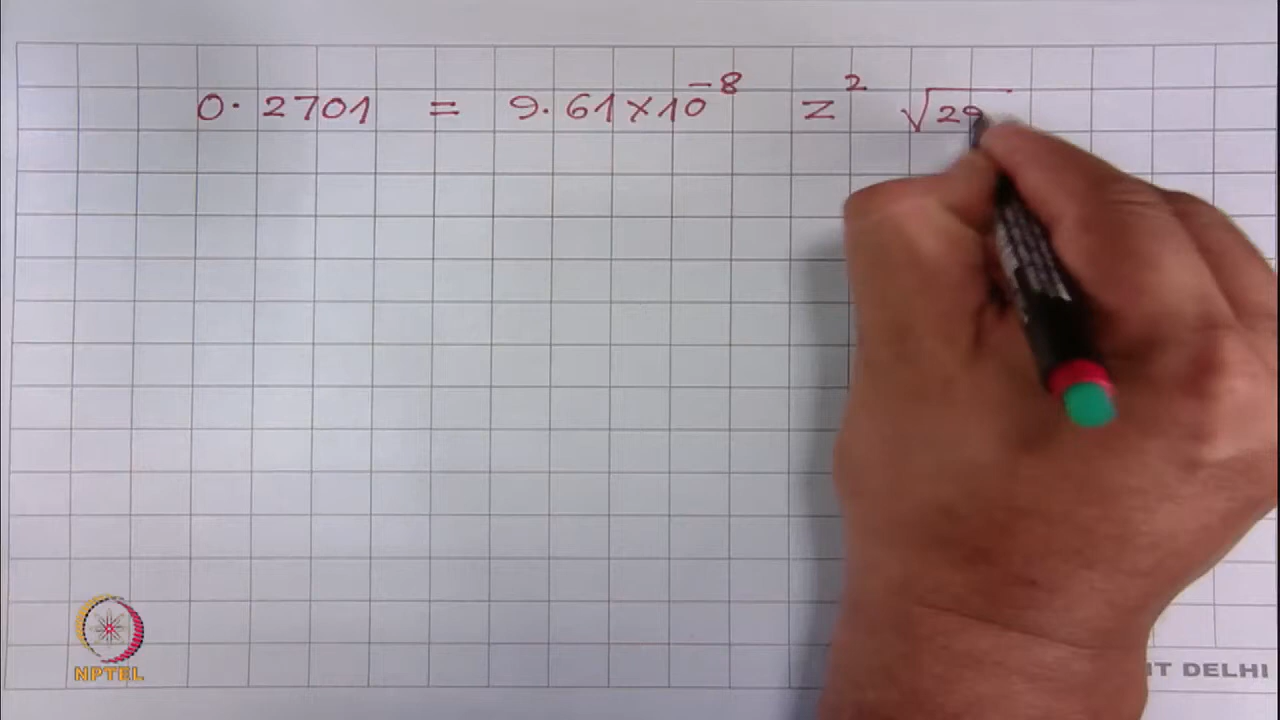 0.2701 = 9.61×10⁻⁸ z² √29
NPTEL
IT DELHI